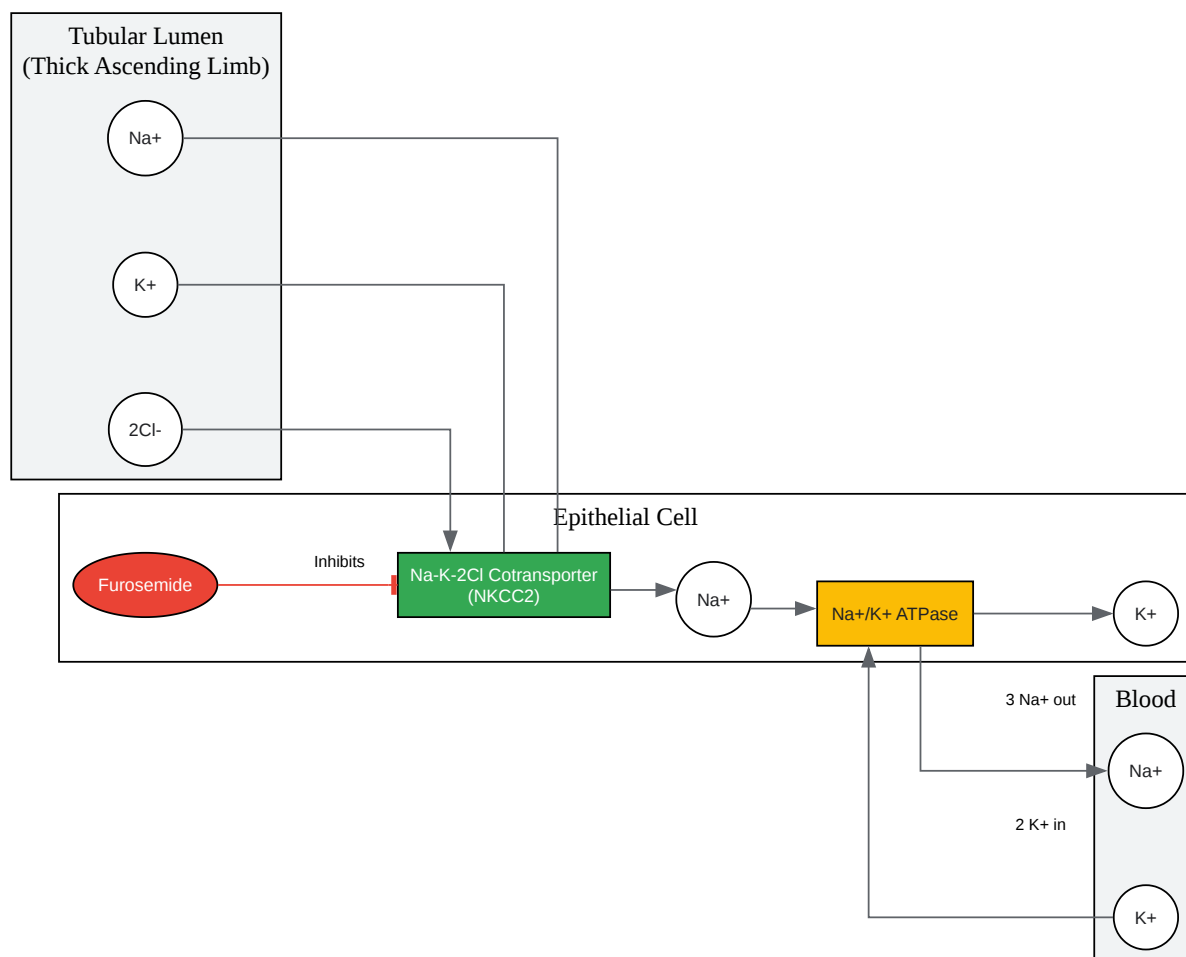 Tubular Lumen
(Thick Ascending Limb)
Na+
K+
2Cl-
Epithelial Cell
Furosemide
Inhibits
Na-K-2Cl Cotransporter
(NKCC2)
Na+
Na+/K+ ATPase
K+
3 Na+ out
Blood
Na+
2 K+ in
K+